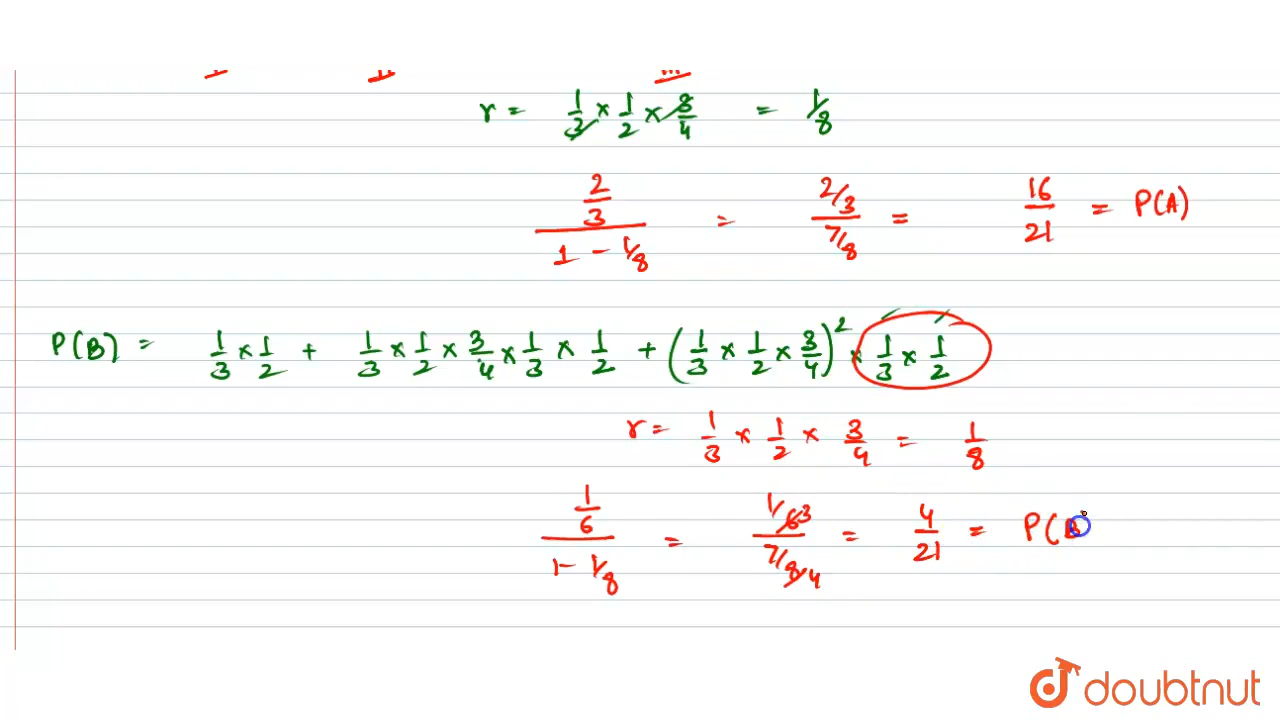 r = 1/3 × 1/2 × 3/4 = 1/8
2/3 / 1 - 1/8 = 2/3 / 7/8 = 16/21 = P(A)
P(B) = 1/3 × 1/2 + 1/3 × 1/2 × 3/4 × 1/3 × 1/2 + (1/3 × 1/2 × 3/4)² × 1/3 × 1/2
r = 1/3 × 1/2 × 3/4 = 1/8
1/6 / 1 - 1/8 = 1/6 3 / 7/8 4 = 4/21 = P(B
doubtnut